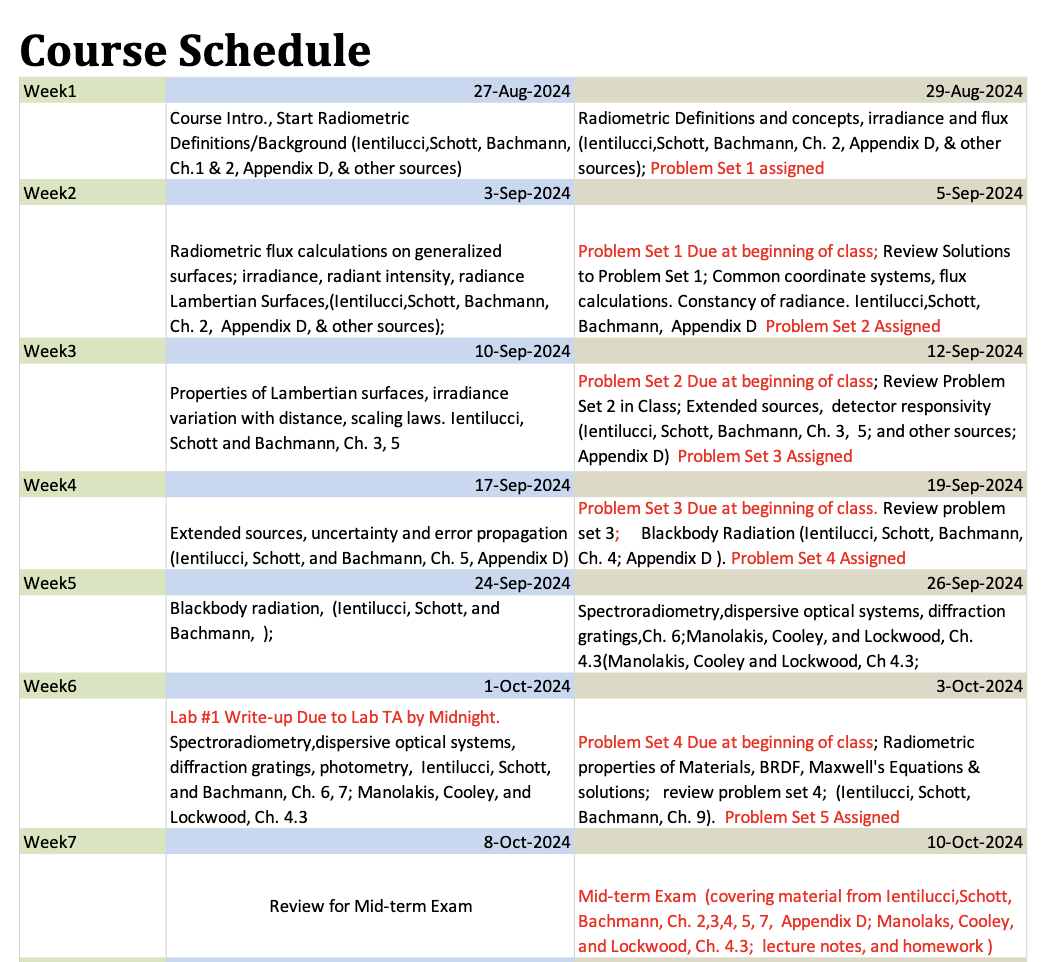 Course Schedule
Week1 27-Aug-2024 29-Aug-2024
Course Intro., Start Radiometric
Definitions/Background (Ientilucci,Schott, Bachmann,
Ch.1 & 2, Appendix D, & other sources)
Radiometric Definitions and concepts, irradiance and flux
(Ientilucci,Schott, Bachmann, Ch. 2, Appendix D, & other
sources); Problem Set 1 assigned
Week2 3-Sep-2024 5-Sep-2024
Radiometric flux calculations on generalized
surfaces; irradiance, radiant intensity, radiance
Lambertian Surfaces,(Ientilucci,Schott, Bachmann,
Ch. 2,  Appendix D, & other sources);
Problem Set 1 Due at beginning of class; Review Solutions
to Problem Set 1; Common coordinate systems, flux
calculations. Constancy of radiance. Ientilucci,Schott,
Bachmann,  Appendix D  Problem Set 2 Assigned
Week3 10-Sep-2024 12-Sep-2024
Properties of Lambertian surfaces, irradiance
variation with distance, scaling laws. Ientilucci,
Schott and Bachmann, Ch. 3, 5
Problem Set 2 Due at beginning of class; Review Problem
Set 2 in Class; Extended sources,  detector responsivity
(Ientilucci, Schott, Bachmann, Ch. 3,  5; and other sources;
Appendix D)  Problem Set 3 Assigned
Week4 17-Sep-2024 19-Sep-2024
Extended sources, uncertainty and error propagation
(Ientilucci, Schott, and Bachmann, Ch. 5, Appendix D)
Problem Set 3 Due at beginning of class. Review problem
set 3;     Blackbody Radiation (Ientilucci, Schott, Bachmann,
Ch. 4; Appendix D ). Problem Set 4 Assigned
Week5 24-Sep-2024 26-Sep-2024
Blackbody radiation,  (Ientilucci, Schott, and
Bachmann,  );
Spectroradiometry,dispersive optical systems, diffraction
gratings,Ch. 6;Manolakis, Cooley, and Lockwood, Ch.
4.3(Manolakis, Cooley and Lockwood, Ch 4.3;
Week6 1-Oct-2024 3-Oct-2024
Lab #1 Write-up Due to Lab TA by Midnight.
Spectroradiometry,dispersive optical systems,
diffraction gratings, photometry,  Ientilucci, Schott,
and Bachmann, Ch. 6, 7; Manolakis, Cooley, and
Lockwood, Ch. 4.3
Problem Set 4 Due at beginning of class; Radiometric
properties of Materials, BRDF, Maxwell's Equations &
solutions;   review problem set 4;  (Ientilucci, Schott,
Bachmann, Ch. 9).  Problem Set 5 Assigned
Week7 8-Oct-2024 10-Oct-2024
Review for Mid-term Exam
Mid-term Exam  (covering material from Ientilucci,Schott,
Bachmann, Ch. 2,3,4, 5, 7,  Appendix D; Manolaks, Cooley,
and Lockwood, Ch. 4.3;  lecture notes, and homework )